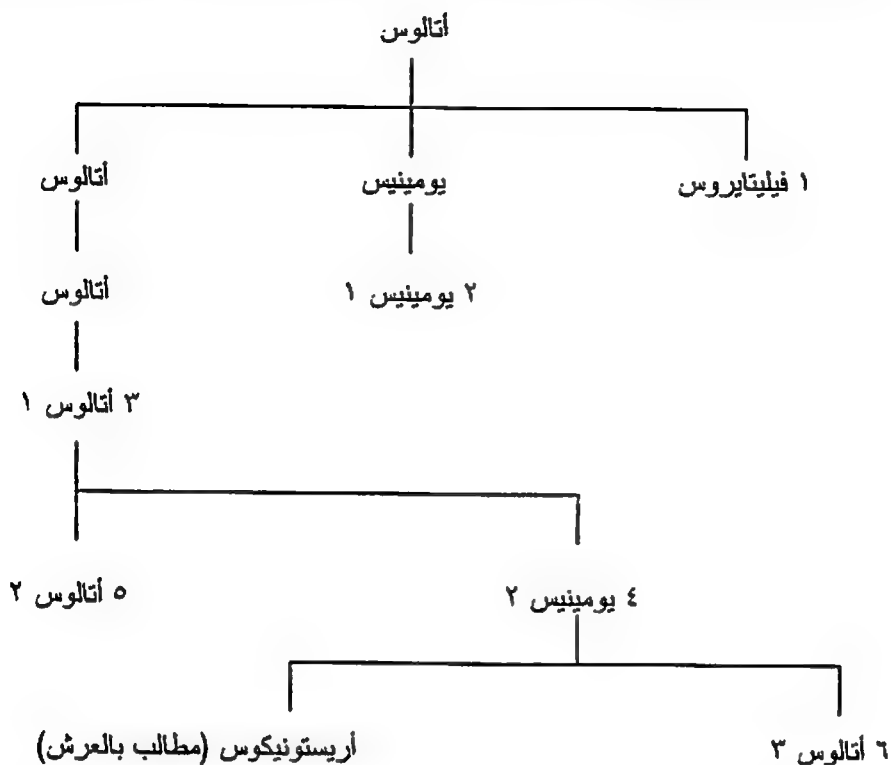 أتالوس
١ فيليتايروس يومينيس أتالوس
٢ يومينيس ١ أتالوس
٣ أتالوس ١
٤ يومينيس ٢ ٥ أتالوس ٢
٦ أتالوس ٣ أريستونيكوس (مطالب بالعرش)